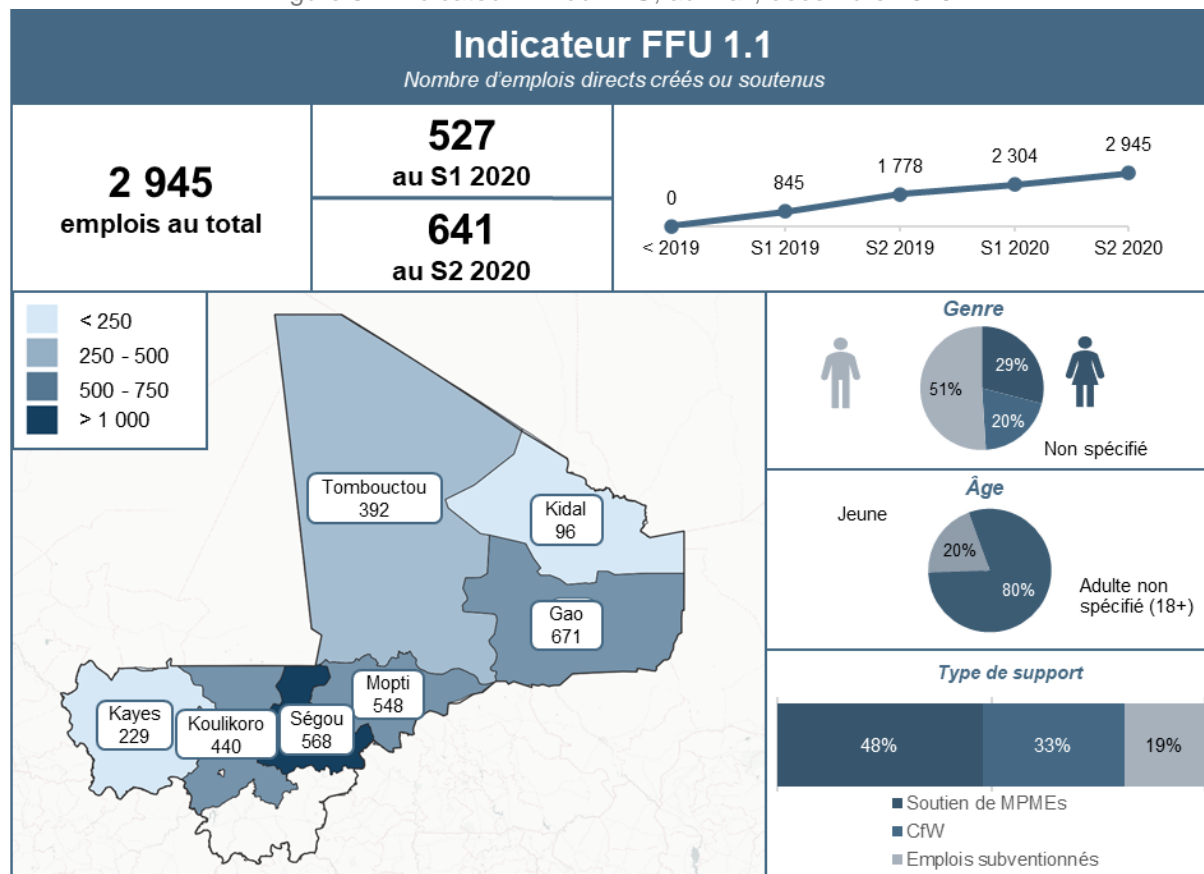 Indicateur FFU 1.1
Nombre d'emplois directs créés ou soutenus
2 945
emplois au total
527
au S1 2020
641
au S2 2020
0
845
1 778
2 304
2 945
< 2019
S1 2019
S2 2019
S1 2020
S2 2020
< 250
250 - 500
500 - 750
> 1 000
Tombouctou
392
Kidal
96
Gao
671
Mopti
548
Ségou
568
Koulikoro
440
Kayes
229
Genre
29%
51%
20%
Non spécifié
Âge
Jeune
20%
80%
Adulte non
spécifié (18+)
Type de support
48%
33%
19%
Soutien de MPMEs
CfW
Emplois subventionnés